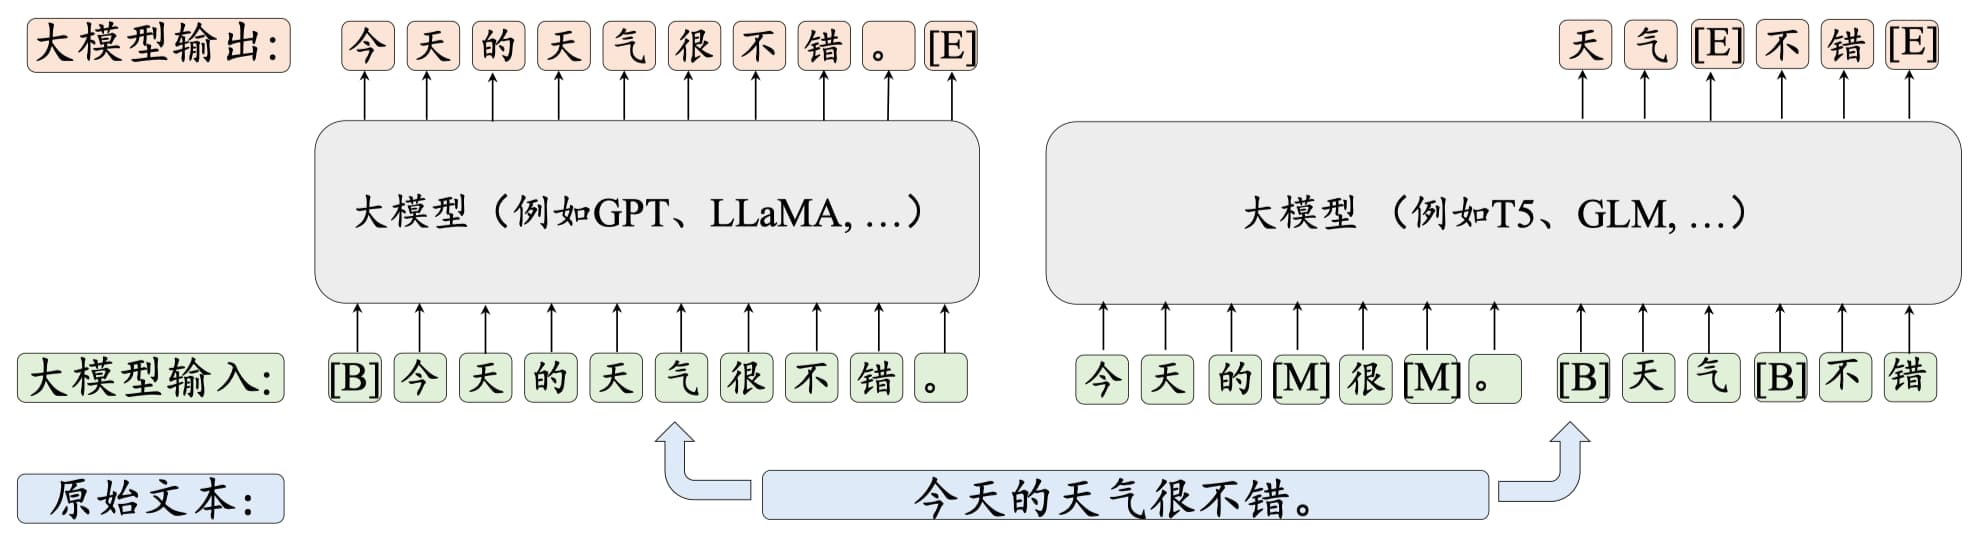 大模型输出: 今 天 的 天 气 很 不 错 。 [E] 天 气 [E] 不 错 [E]
大模型（例如GPT、LLaMA, …） 大模型 （例如T5、GLM, …）
大模型输入: [B] 今 天 的 天 气 很 不 错 。 今 天 的 [M] 很 [M] 。 [B] 天 气 [B] 不 错
原始文本: 今天的天气很不错。